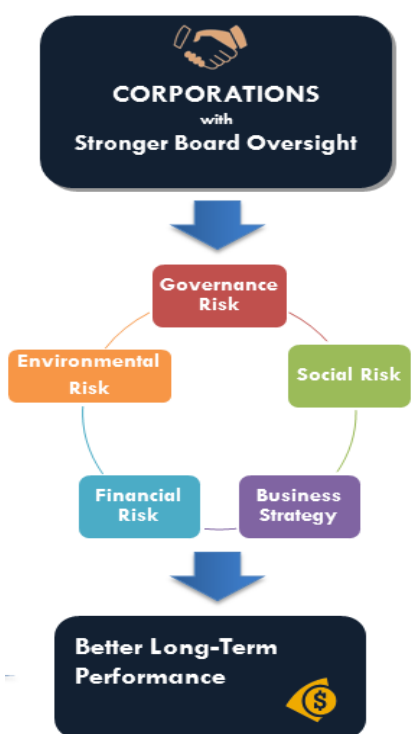 CORPORATIONS
with
Stronger Board Oversight
Governance
Risk
Environmental
Risk
Social Risk
Financial
Risk
Business
Strategy
Better Long-Term
Performance
$